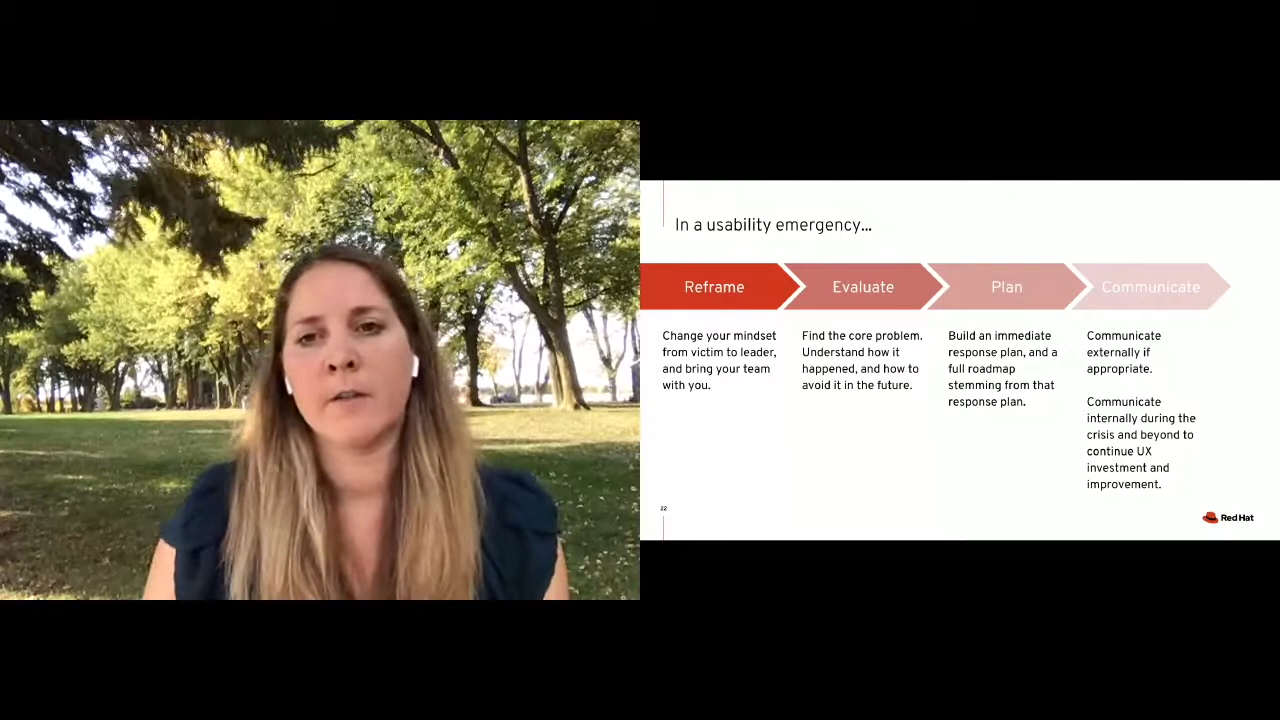 In a usability emergency...
Reframe
Evaluate
Plan
Communicate
Change your mindset
from victim to leader,
and bring your team
with you.
Find the core problem.
Understand how it
happened, and how to
avoid it in the future.
Build an immediate
response plan, and a
full roadmap
stemming from that
response plan.
Communicate
externally if
appropriate.
Communicate
internally during the
crisis and beyond to
continue UX
investment and
improvement.
22
Red Hat